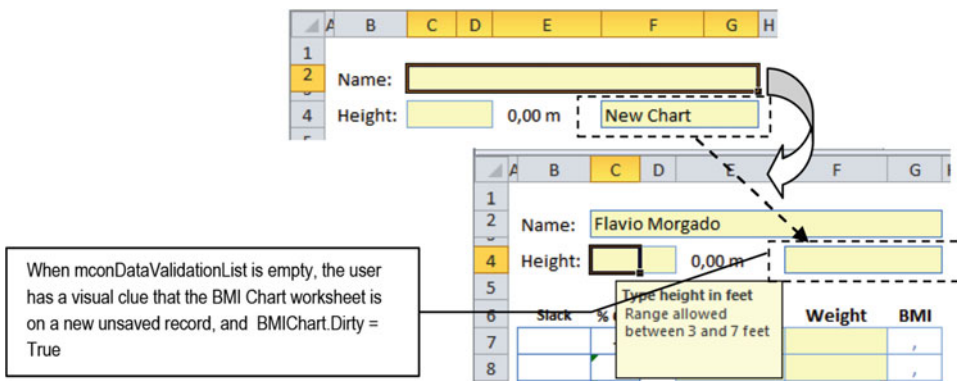 A B C D E F G H
1
2 Name:
4 Height: 0,00 m New Chart
A B C D E F G
1
2 Name: Flavio Morgado
4 Height: 0,00 m
5
Type height in feet
Range allowed
between 3 and 7 feet
6 Slack % Weight BMI
7 ,
8 ,
When mconDataValidationList is empty, the user
has a visual clue that the BMI Chart worksheet is
on a new unsaved record, and BMIChart.Dirty =
True